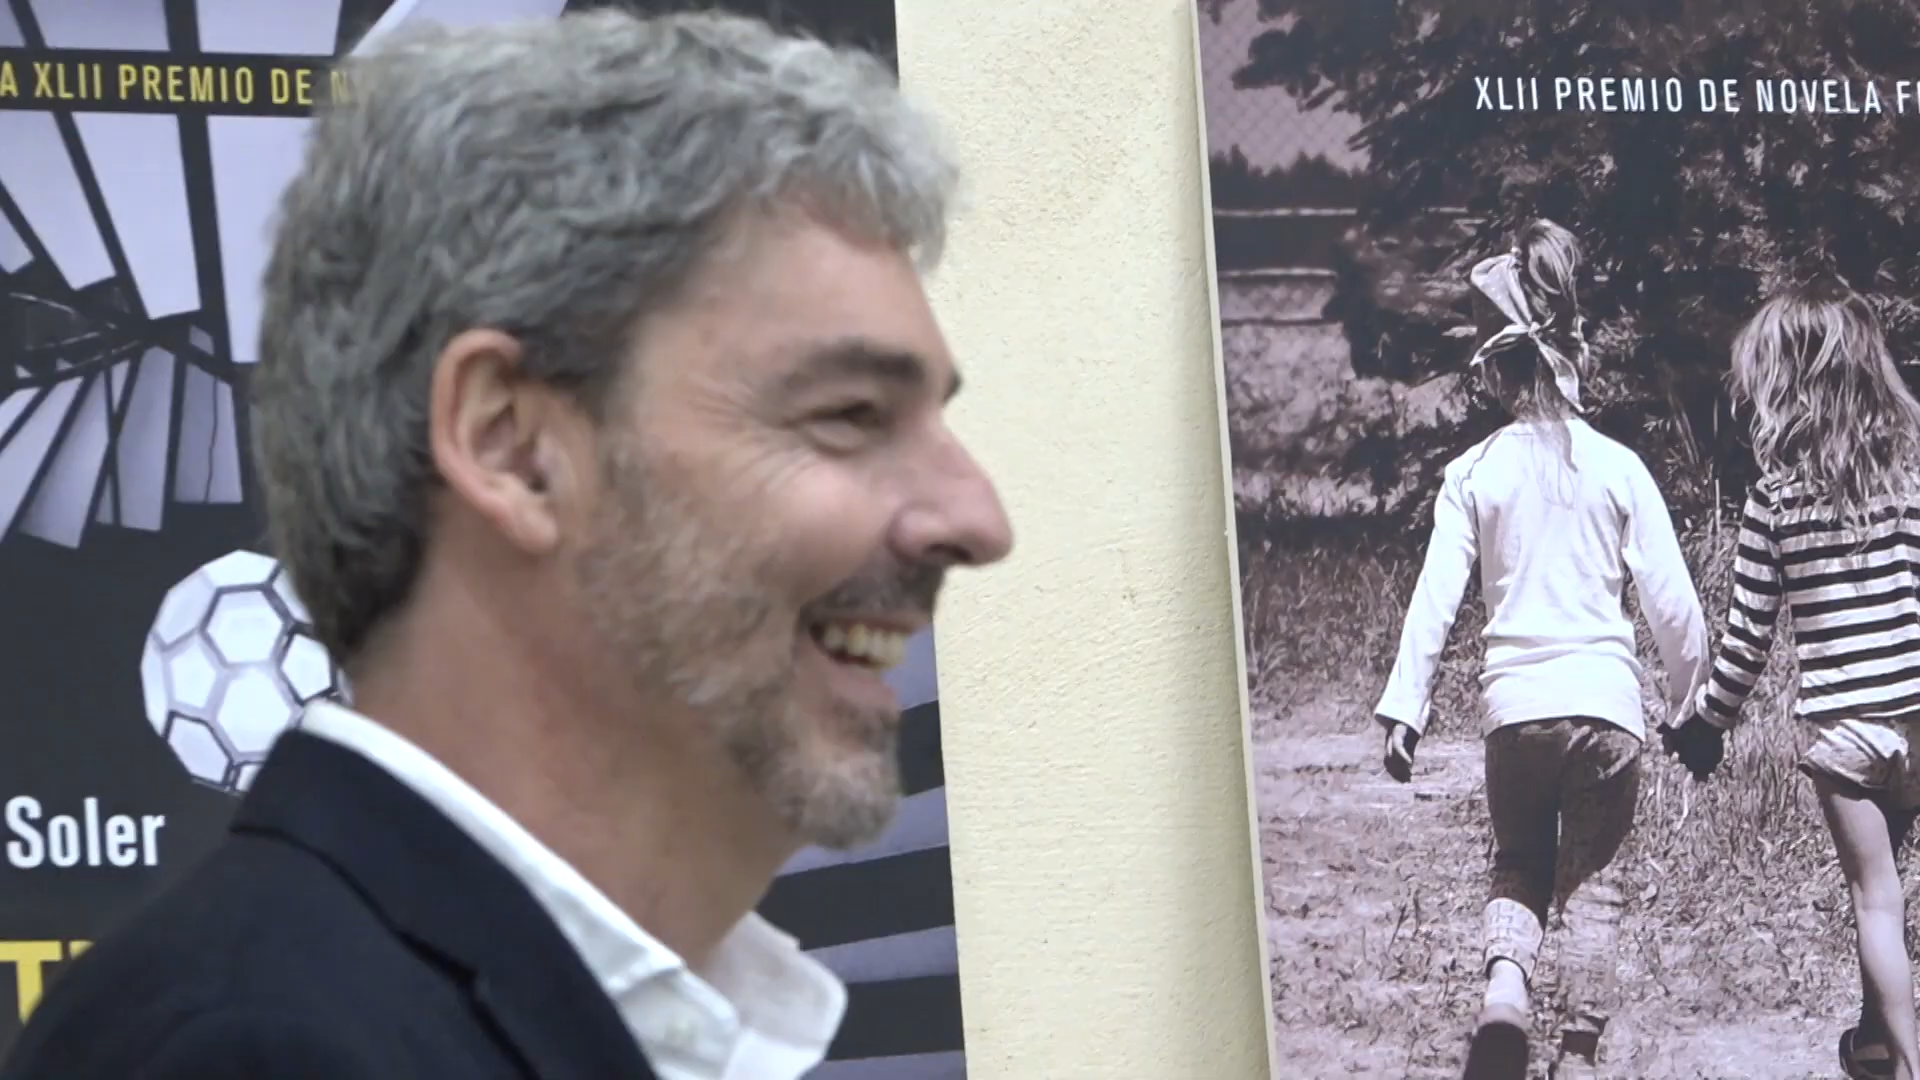 A XLII PREMIO DE N
Soler
XLII PREMIO DE NOVELA F